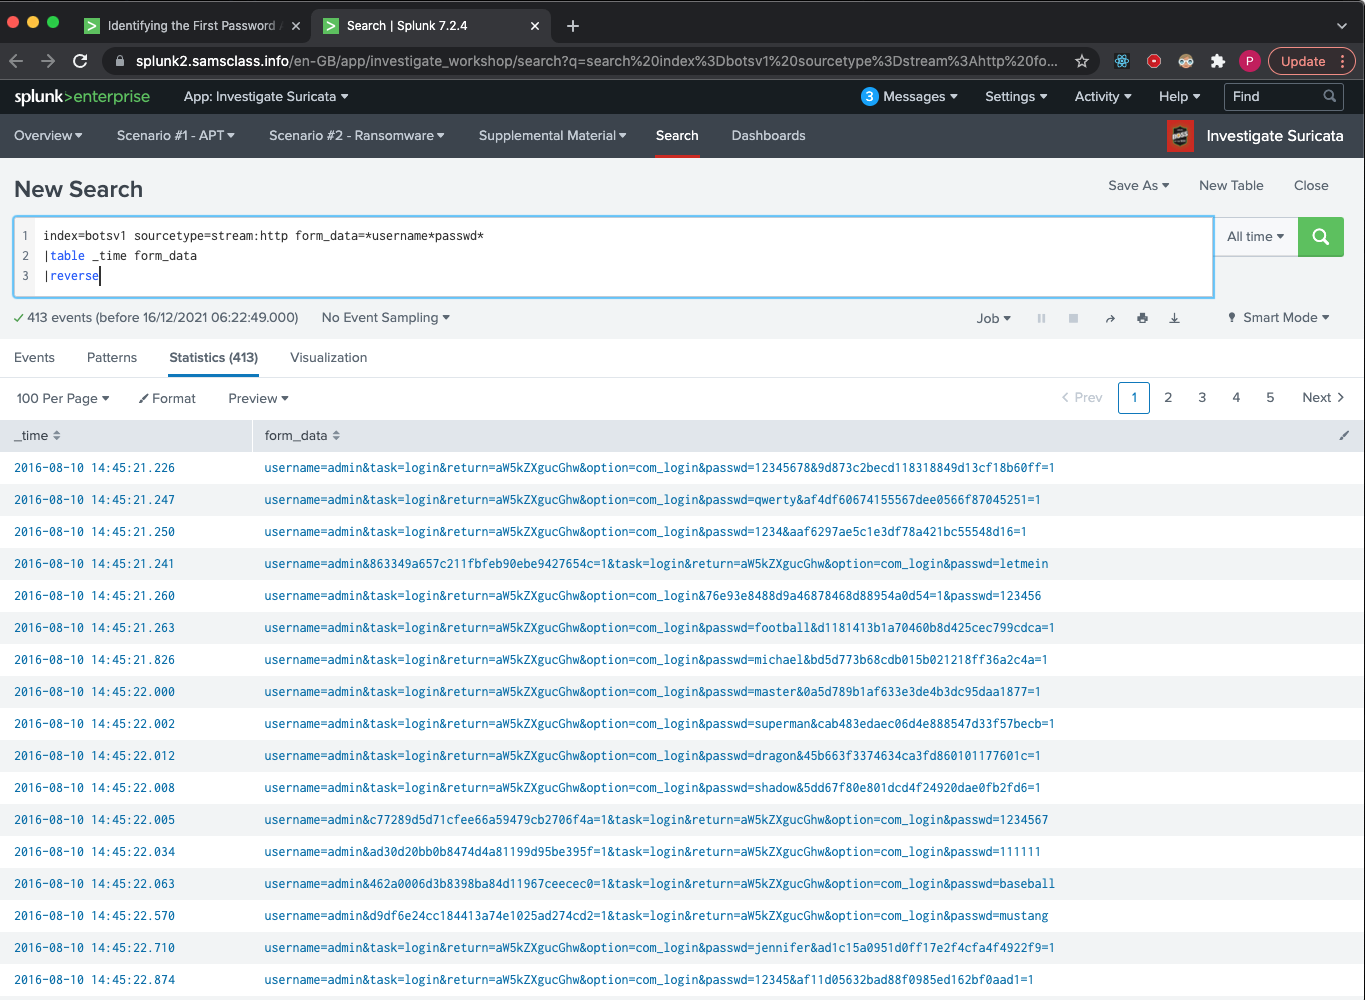 Identifying the First Password
Search | Splunk 7.2.4
splunk2.samsclass.info/en-GB/app/investigate_workshop/search?q=search%20index%3Dbotsv1%20sourcetype%3Dstream%3Ahttp%20fo...
P
Update
splunk>enterprise
App: Investigate Suricata
3 Messages
Settings
Activity
Help
Find
Overview
Scenario #1 - APT
Scenario #2 - Ransomware
Supplemental Material
Search
Dashboards
Investigate Suricata
New Search
Save As
New Table
Close
1 index=botsv1 sourcetype=stream:http form_data=*username*passwd*
2 |table _time form_data
3 |reverse
All time
413 events (before 16/12/2021 06:22:49.000)
No Event Sampling
Job
Smart Mode
Events
Patterns
Statistics (413)
Visualization
100 Per Page
Format
Preview
< Prev 1 2 3 4 5 Next >
_time form_data
2016-08-10 14:45:21.226 username=admin&task=login&return=aW5kZXgucGhw&option=com_login&passwd=12345678&9d873c2becd118318849d13cf18b60ff=1
2016-08-10 14:45:21.247 username=admin&task=login&return=aW5kZXgucGhw&option=com_login&passwd=qwerty&af4df60674155567dee0566f87045251=1
2016-08-10 14:45:21.250 username=admin&task=login&return=aW5kZXgucGhw&option=com_login&passwd=1234&aaf6297ae5c1e3df78a421bc55548d16=1
2016-08-10 14:45:21.241 username=admin&863349a657c211fbfeb90ebe9427654c=1&task=login&return=aW5kZXgucGhw&option=com_login&passwd=letmein
2016-08-10 14:45:21.260 username=admin&task=login&return=aW5kZXgucGhw&option=com_login&76e93e8488d9a46878468d88954a0d54=1&passwd=123456
2016-08-10 14:45:21.263 username=admin&task=login&return=aW5kZXgucGhw&option=com_login&passwd=football&d1181413b1a70460b8d425cec799cdca=1
2016-08-10 14:45:21.826 username=admin&task=login&return=aW5kZXgucGhw&option=com_login&passwd=michael&bd5d773b68cdb015b021218ff36a2c4a=1
2016-08-10 14:45:22.000 username=admin&task=login&return=aW5kZXgucGhw&option=com_login&passwd=master&0a5d789b1af633e3de4b3dc95daa1877=1
2016-08-10 14:45:22.002 username=admin&task=login&return=aW5kZXgucGhw&option=com_login&passwd=superman&cab483edaec06d4e888547d33f57becb=1
2016-08-10 14:45:22.012 username=admin&task=login&return=aW5kZXgucGhw&option=com_login&passwd=dragon&45b663f3374634ca3fd860101177601c=1
2016-08-10 14:45:22.008 username=admin&task=login&return=aW5kZXgucGhw&option=com_login&passwd=shadow&5dd67f80e801dcd4f24920dae0fb2fd6=1
2016-08-10 14:45:22.005 username=admin&c77289d5d71cfee66a59479cb2706f4a=1&task=login&return=aW5kZXgucGhw&option=com_login&passwd=1234567
2016-08-10 14:45:22.034 username=admin&ad30d20bb0b8474d4a81199d95be395f=1&task=login&return=aW5kZXgucGhw&option=com_login&passwd=111111
2016-08-10 14:45:22.063 username=admin&462a0006d3b8398ba84d11967ceecec0=1&task=login&return=aW5kZXgucGhw&option=com_login&passwd=baseball
2016-08-10 14:45:22.570 username=admin&d9df6e24cc184413a74e1025ad274cd2=1&task=login&return=aW5kZXgucGhw&option=com_login&passwd=mustang
2016-08-10 14:45:22.710 username=admin&task=login&return=aW5kZXgucGhw&option=com_login&passwd=jennifer&ad1c15a0951d0ff17e2f4cfa4f4922f9=1
2016-08-10 14:45:22.874 username=admin&task=login&return=aW5kZXgucGhw&option=com_login&passwd=12345&af11d05632bad88f0985ed162bf0aad1=1